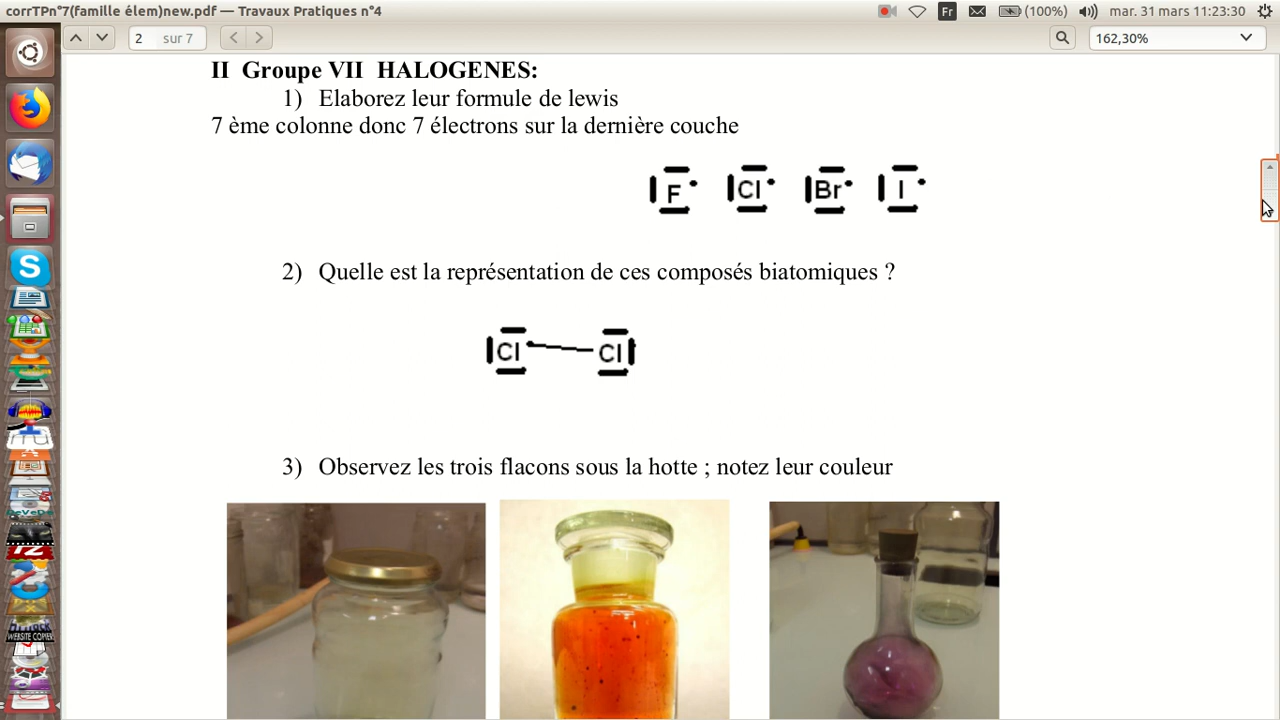 corrTPn°7(famille élem)new.pdf — Travaux Pratiques n°4
Fr (100%) mar. 31 mars 11:23:30
2 sur 7 162,30%
II Groupe VII HALOGENES:
1) Elaborez leur formule de lewis
7 ème colonne donc 7 électrons sur la dernière couche
F Cl Br I
2) Quelle est la représentation de ces composés biatomiques ?
Cl Cl
3) Observez les trois flacons sous la hotte ; notez leur couleur
WEBSITE COPIER